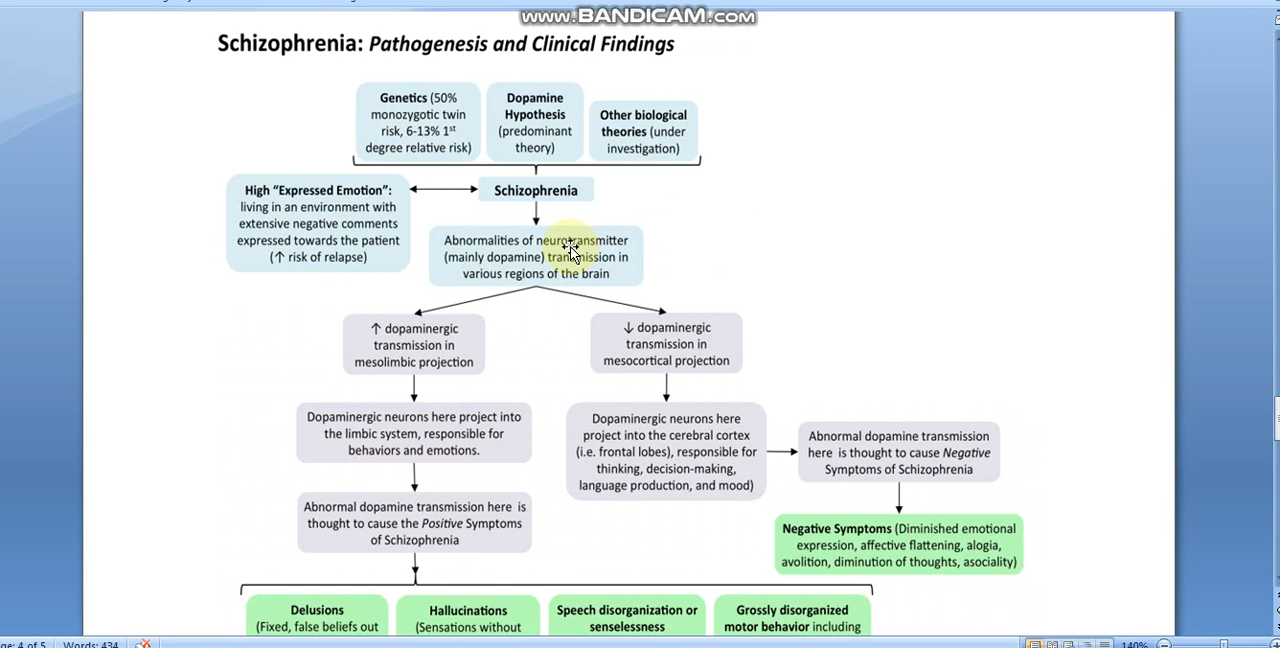 www.BANDICAM.com
Schizophrenia: Pathogenesis and Clinical Findings
Genetics (50%
monozygotic twin
risk, 6-13% 1st
degree relative risk)
Dopamine
Hypothesis
(predominant
theory)
Other biological
theories (under
investigation)
High “Expressed Emotion”:
living in an environment with
extensive negative comments
expressed towards the patient
(↑ risk of relapse)
Schizophrenia
Abnormalities of neurotransmitter
(mainly dopamine) transmission in
various regions of the brain
↑ dopaminergic
transmission in
mesolimbic projection
↓ dopaminergic
transmission in
mesocortical projection
Dopaminergic neurons here project into
the limbic system, responsible for
behaviors and emotions.
Dopaminergic neurons here
project into the cerebral cortex
(i.e. frontal lobes), responsible for
thinking, decision-making,
language production, and mood)
Abnormal dopamine transmission
here is thought to cause Negative
Symptoms of Schizophrenia
Abnormal dopamine transmission here is
thought to cause the Positive Symptoms
of Schizophrenia
Negative Symptoms (Diminished emotional
expression, affective flattening, alogia,
avolition, diminution of thoughts, asociality)
Delusions
(Fixed, false beliefs out
Hallucinations
(Sensations without
Speech disorganization or
senselessness
Grossly disorganized
motor behavior including
ge: 4 of 5
Words: 434
140%